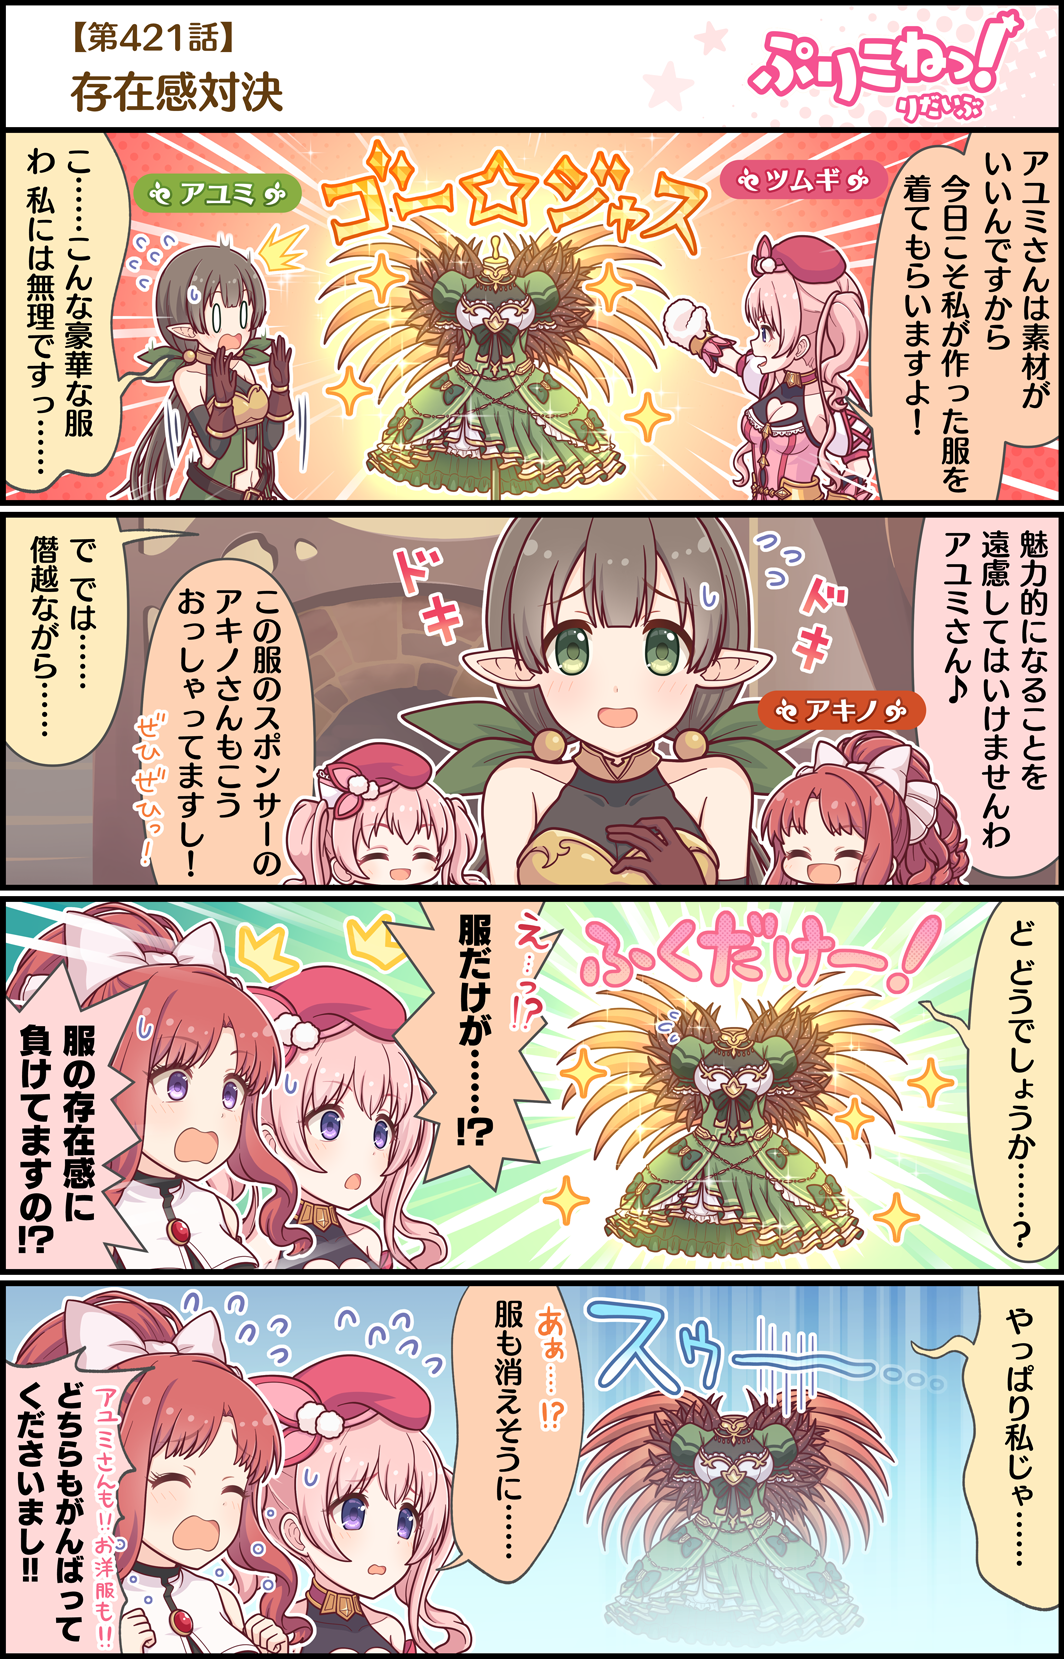 【第421話】
存在感対決
ぷりこねっ!
りだいぶ
アユミさんは素材が
いいんですから
今日こそ私が作った服を
着てもらいますよ!
ツムギ
ゴー☆ジャス
アユミ
こ……こんな豪華な服
わ 私には無理ですっ……
魅力的になることを
遠慮してはいけませんわ
アユミさん♪
アキノ
ドキ
ドキ
この服のスポンサーの
アキノさんもこう
おっしゃってますし!
ぜひぜひっ!
で では……
僭越ながら……
ど どうでしょうか……?
ふくだけー!
え…っ!?
服だけが……!?
服の存在感に
負けてますの!?
やっぱり私じゃ……
スゥー…
あぁ……!?
服も消えそうに……
アユミさんも!!お洋服も!!
どちらもがんばって
くださいまし!!